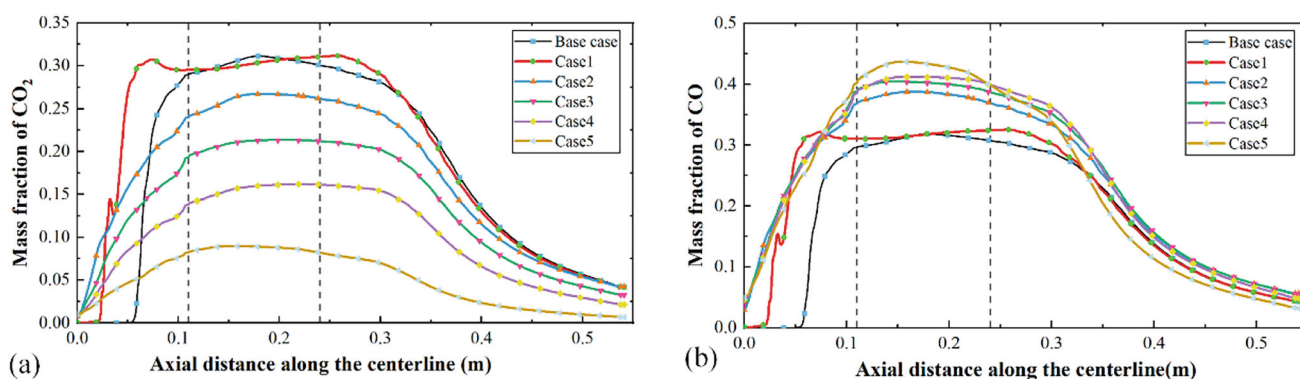 0.35
0.30
0.25
0.20
0.15
0.10
0.05
0.00
Mass fraction of CO₂
Base case
Case1
Case2
Case3
Case4
Case5
0.0 0.1 0.2 0.3 0.4 0.5
Axial distance along the centerline (m)
(a)
0.5
0.4
0.3
0.2
0.1
0.0
Mass fraction of CO
Base case
Case1
Case2
Case3
Case4
Case5
0.0 0.1 0.2 0.3 0.4 0.5
Axial distance along the centerline(m)
(b)